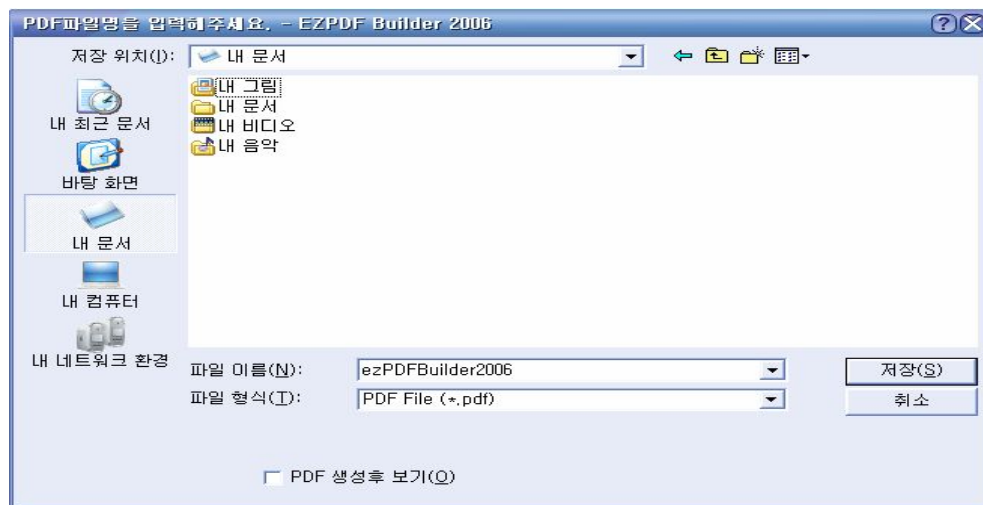 PDF파일명을 입력해주세요. - EZPDF Builder 2006
저장 위치(I): 내 문서
내 그림
내 문서
내 비디오
내 음악
내 최근 문서
바탕 화면
내 문서
내 컴퓨터
내 네트워크 환경
파일 이름(N): ezPDFBuilder2006 저장(S)
파일 형식(T): PDF File (*.pdf) 취소
PDF 생성후 보기(O)